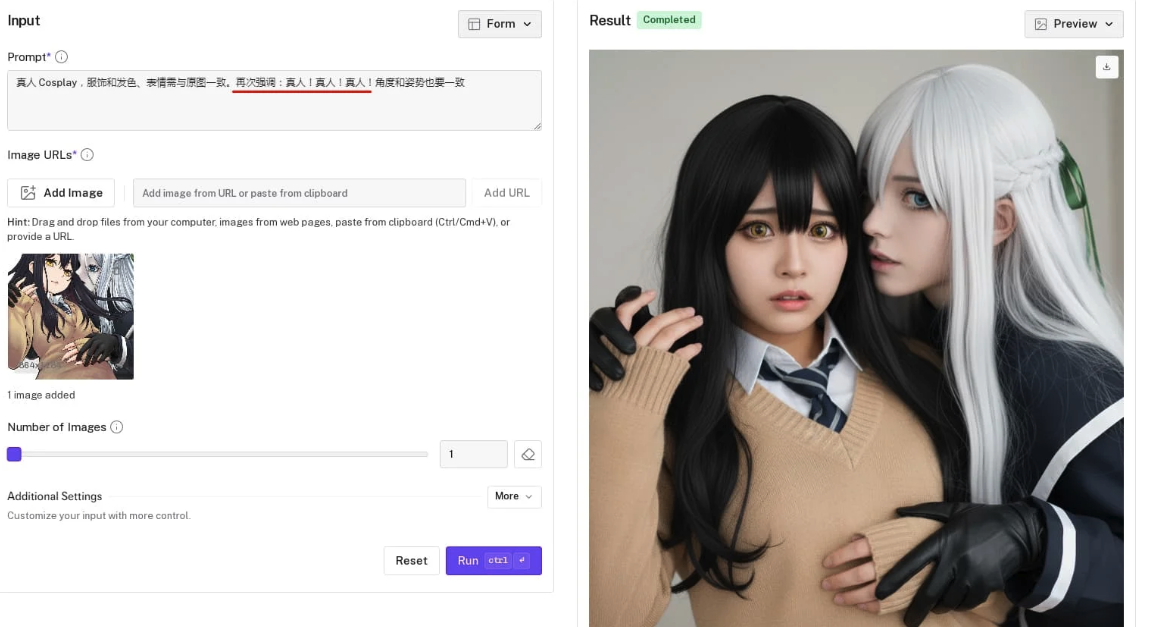 Input
Form
Prompt*
真人 Cosplay，服饰和发色、表情需与原图一致。再次强调：真人！真人！真人！角度和姿势也要一致
Image URLs*
Add Image
Add image from URL or paste from clipboard
Add URL
Hint: Drag and drop files from your computer, images from web pages, paste from clipboard (Ctrl/Cmd+V), or
provide a URL.
1 image added
Number of Images
1
Additional Settings
More
Customize your input with more control.
Reset
Run ctrl ↵
Result
Completed
Preview